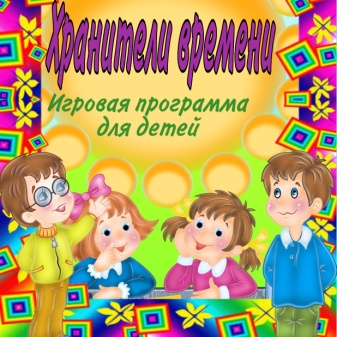 Хранители времени
Игровая программа
для детей